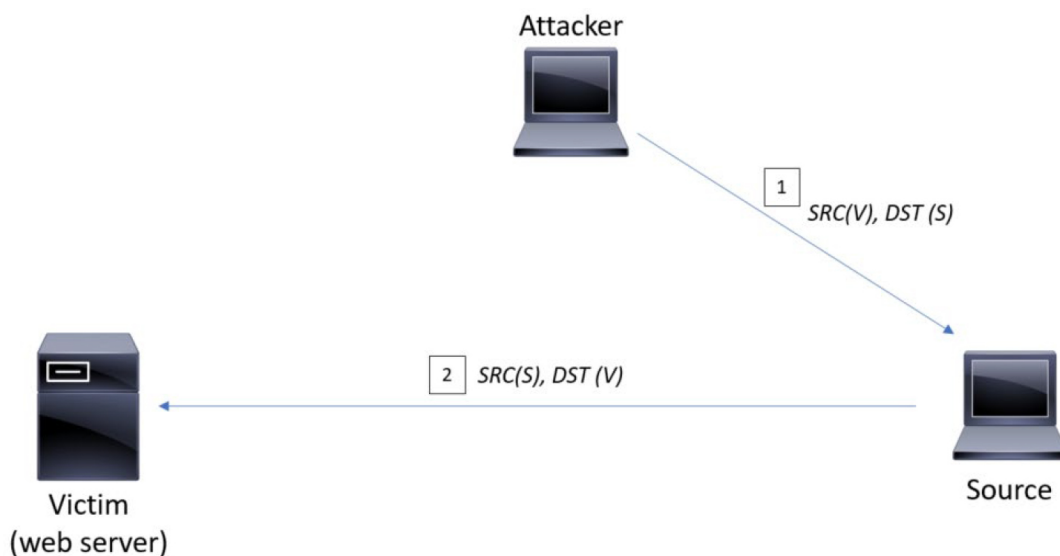 Attacker
1
SRC(V), DST (S)
2 SRC(S), DST (V)
Victim
(web server)
Source